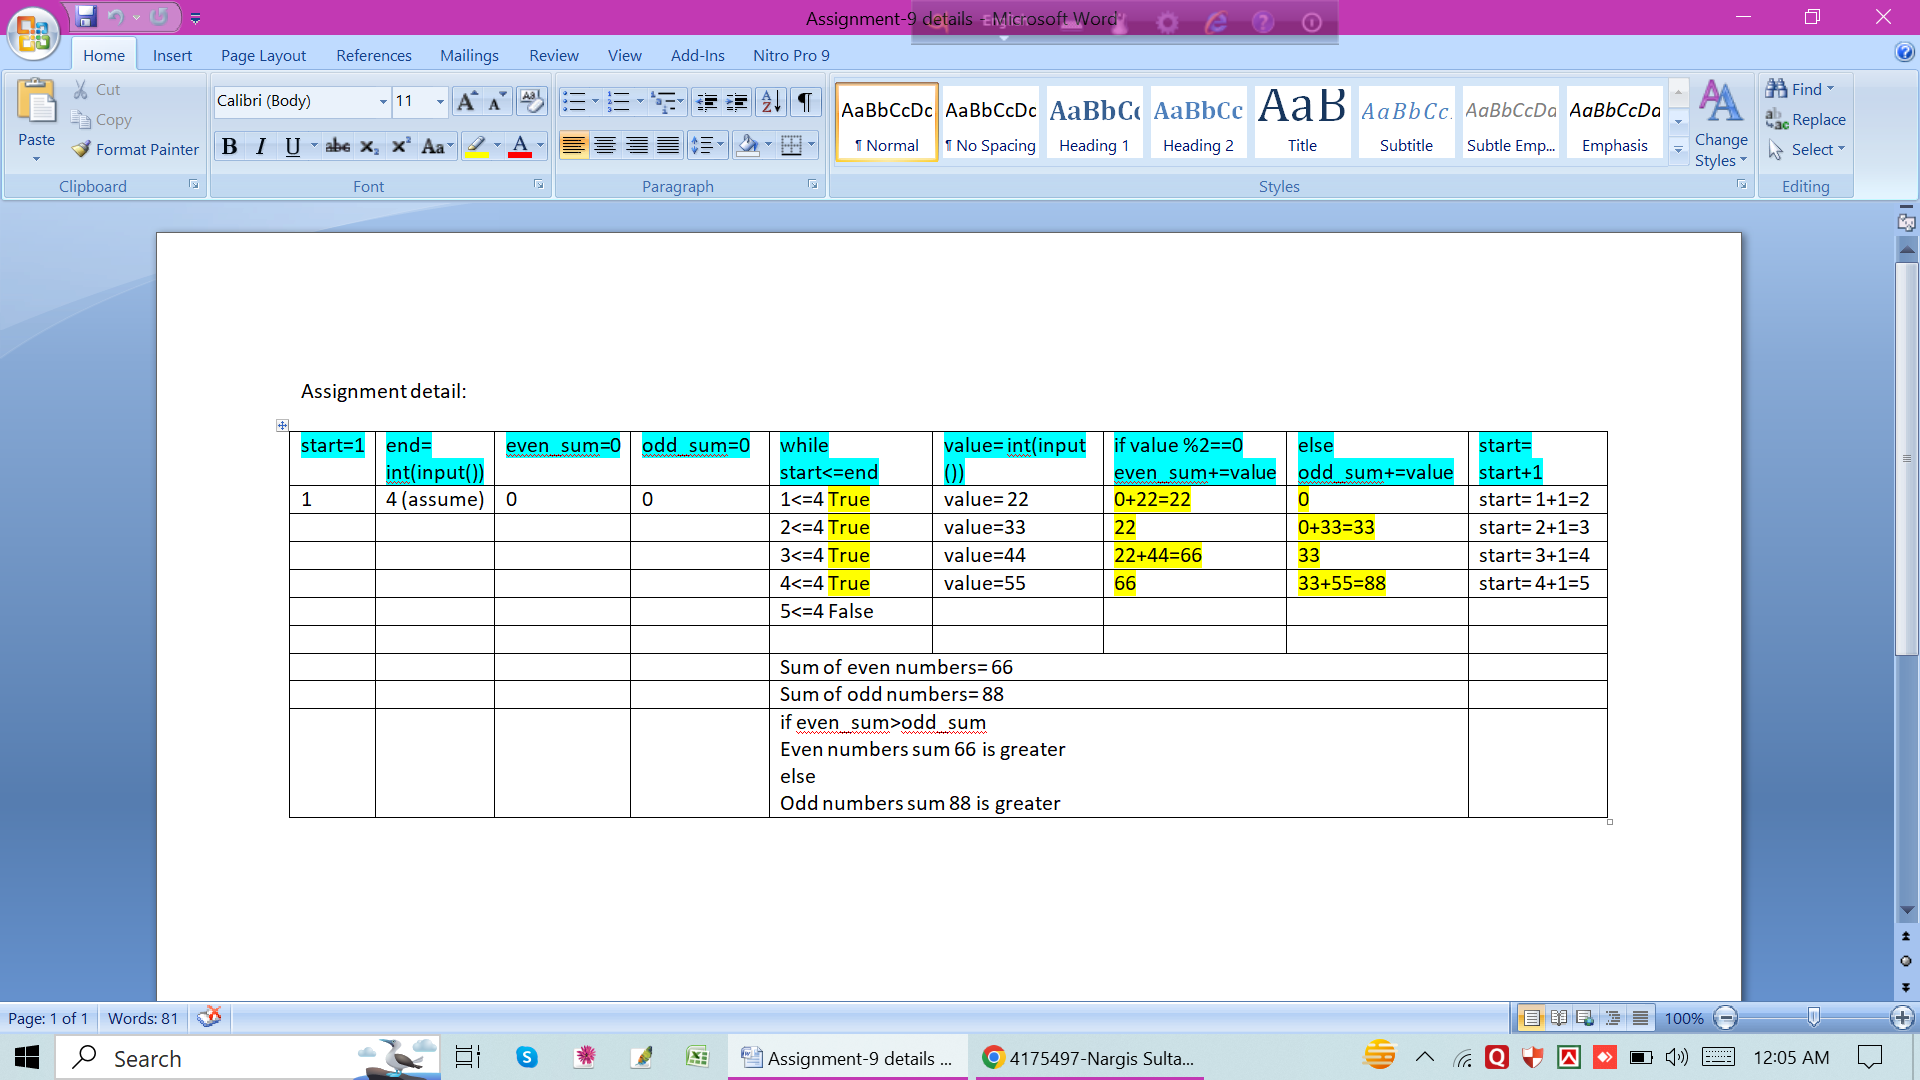 Assignment-9 details - Microsoft Word
Home Insert Page Layout References Mailings Review View Add-Ins Nitro Pro 9
Paste
Cut
Copy
Format Painter
Clipboard
Calibri (Body) 11
Font
Paragraph
AaBbCcDc AaBbCcDc AaBbCc AaBbCc AaB AaBbCc. AaBbCcDa AaBbCcDa
¶ Normal ¶ No Spacing Heading 1 Heading 2 Title Subtitle Subtle Emp... Emphasis
Change Styles
Styles
Find
Replace
Select
Editing
Assignment detail:
start=1 end= int(input()) even_sum=0 odd_sum=0 while start<=end value= int(input ()) if value %2==0 even_sum+=value else odd_sum+=value start= start+1
1 4 (assume) 0 0 1<=4 True value= 22 0+22=22 0 start= 1+1=2
2<=4 True value=33 22 0+33=33 start= 2+1=3
3<=4 True value=44 22+44=66 33 start= 3+1=4
4<=4 True value=55 66 33+55=88 start= 4+1=5
5<=4 False
Sum of even numbers= 66
Sum of odd numbers= 88
if even_sum>odd_sum
Even numbers sum 66 is greater
else
Odd numbers sum 88 is greater
Page: 1 of 1 Words: 81 100%
Search Assignment-9 details ... 4175497-Nargis Sulta... 12:05 AM